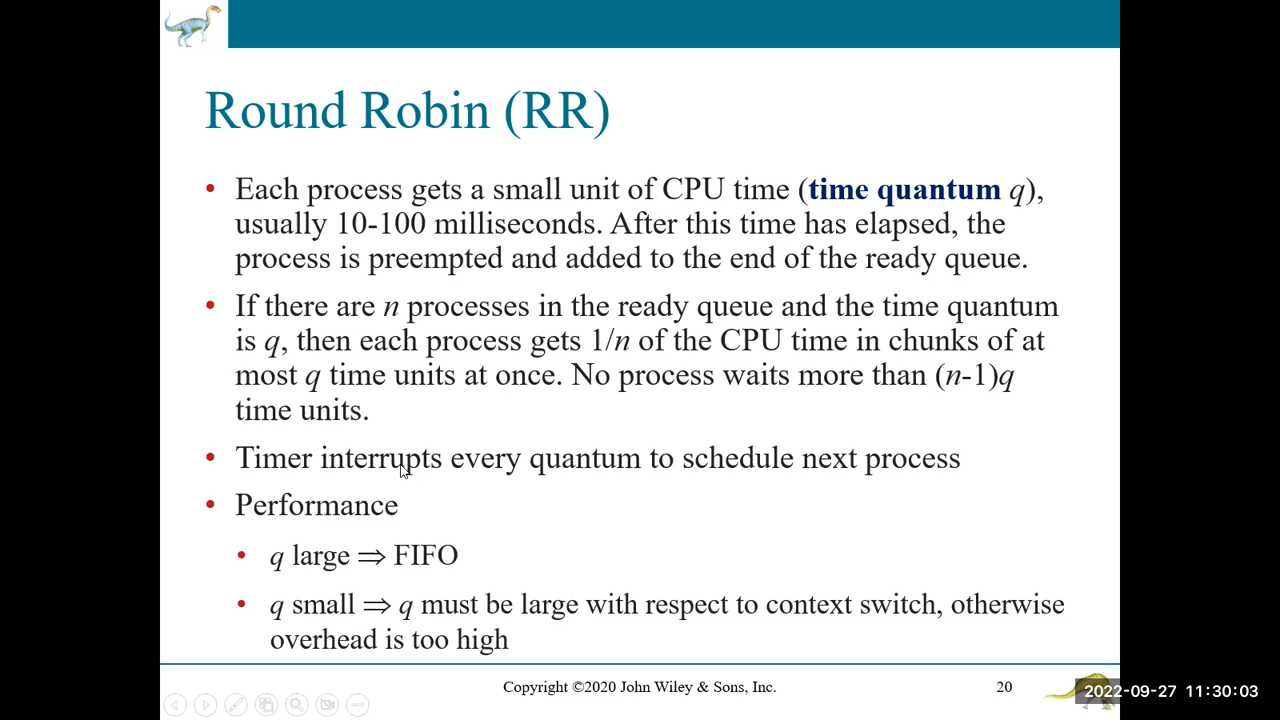 Round Robin (RR)
• Each process gets a small unit of CPU time (time quantum q),
usually 10-100 milliseconds. After this time has elapsed, the
process is preempted and added to the end of the ready queue.
• If there are n processes in the ready queue and the time quantum
is q, then each process gets 1/n of the CPU time in chunks of at
most q time units at once. No process waits more than (n-1)q
time units.
• Timer interrupts every quantum to schedule next process
• Performance
• q large ⇒ FIFO
• q small ⇒ q must be large with respect to context switch, otherwise
overhead is too high
Copyright ©2020 John Wiley & Sons, Inc.
20
2022-09-27 11:30:03